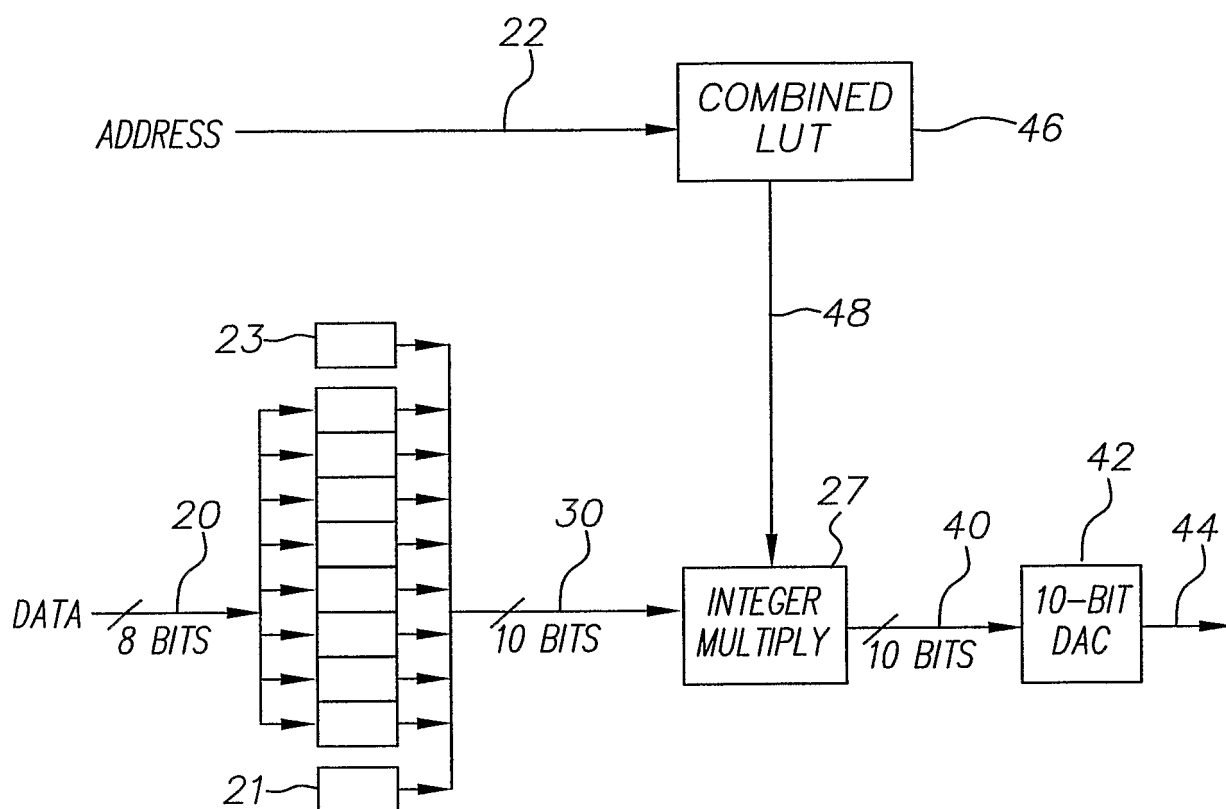 22
COMBINED
LUT
46
ADDRESS
48
23
20
30
27
40
42
44
DATA
8 BITS
10 BITS
INTEGER
MULTIPLY
10 BITS
10-BIT
DAC
21